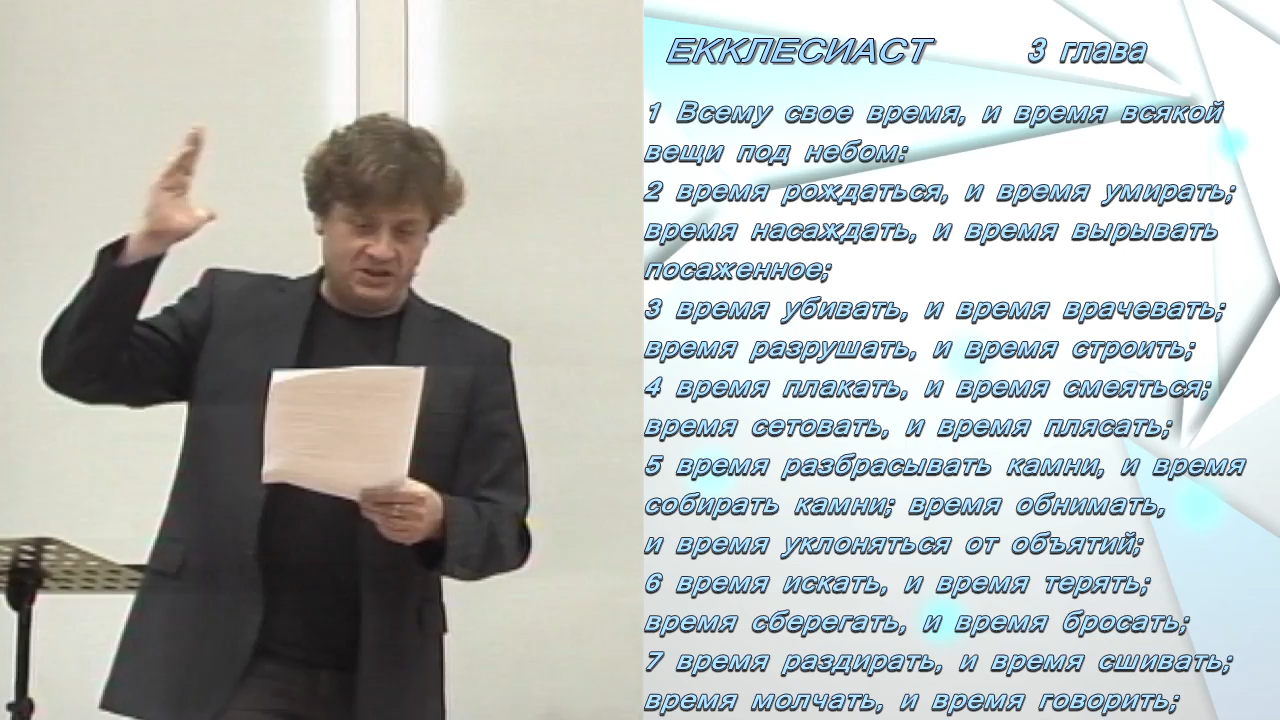 ЕККЛЕСИАСТ 3 глава
1 Всему свое время, и время всякой
вещи под небом:
2 время рождаться, и время умирать;
время насаждать, и время вырывать
посаженное;
3 время убивать, и время врачевать;
время разрушать, и время строить;
4 время плакать, и время смеяться;
время сетовать, и время плясать;
5 время разбрасывать камни, и время
собирать камни; время обнимать,
и время уклоняться от объятий;
6 время искать, и время терять;
время сберегать, и время бросать;
7 время раздирать, и время сшивать;
время молчать, и время говорить;